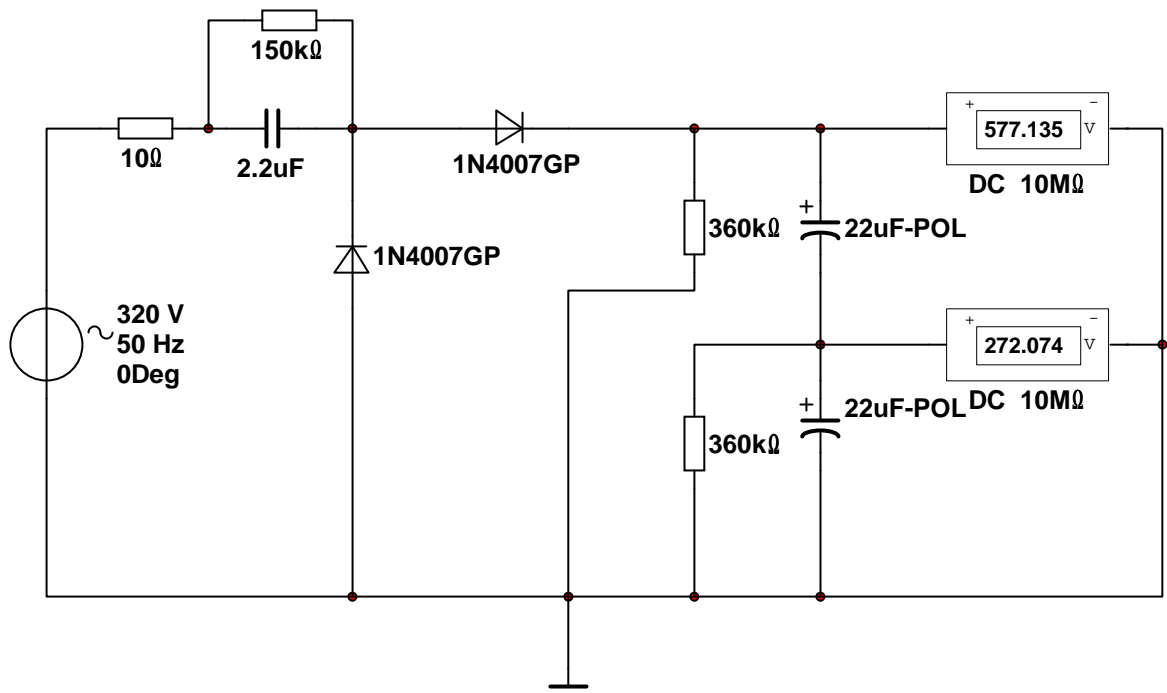 150kΩ
10Ω
2.2uF
1N4007GP
1N4007GP
320 V
50 Hz
0Deg
360kΩ
22uF-POL
+
+ -
577.135 V
DC 10MΩ
+ -
272.074 V
DC 10MΩ
360kΩ
22uF-POL
+